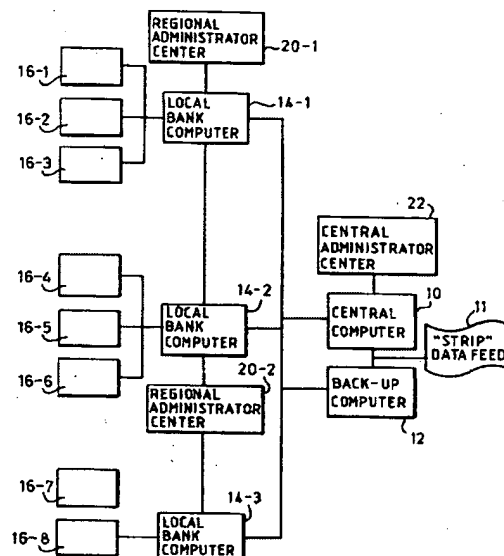 REGIONAL
ADMINISTRATOR
CENTER
20-1
16-1
16-2
16-3
LOCAL
BANK
COMPUTER
14-1
22
CENTRAL
ADMINISTRATOR
CENTER
16-4
16-5
16-6
14-2
LOCAL
BANK
COMPUTER
10
CENTRAL
COMPUTER
11
"STRIP"
DATA FEED
20-2
REGIONAL
ADMINISTRATOR
CENTER
BACK-UP
COMPUTER
12
16-7
16-8
14-3
LOCAL
BANK
COMPUTER